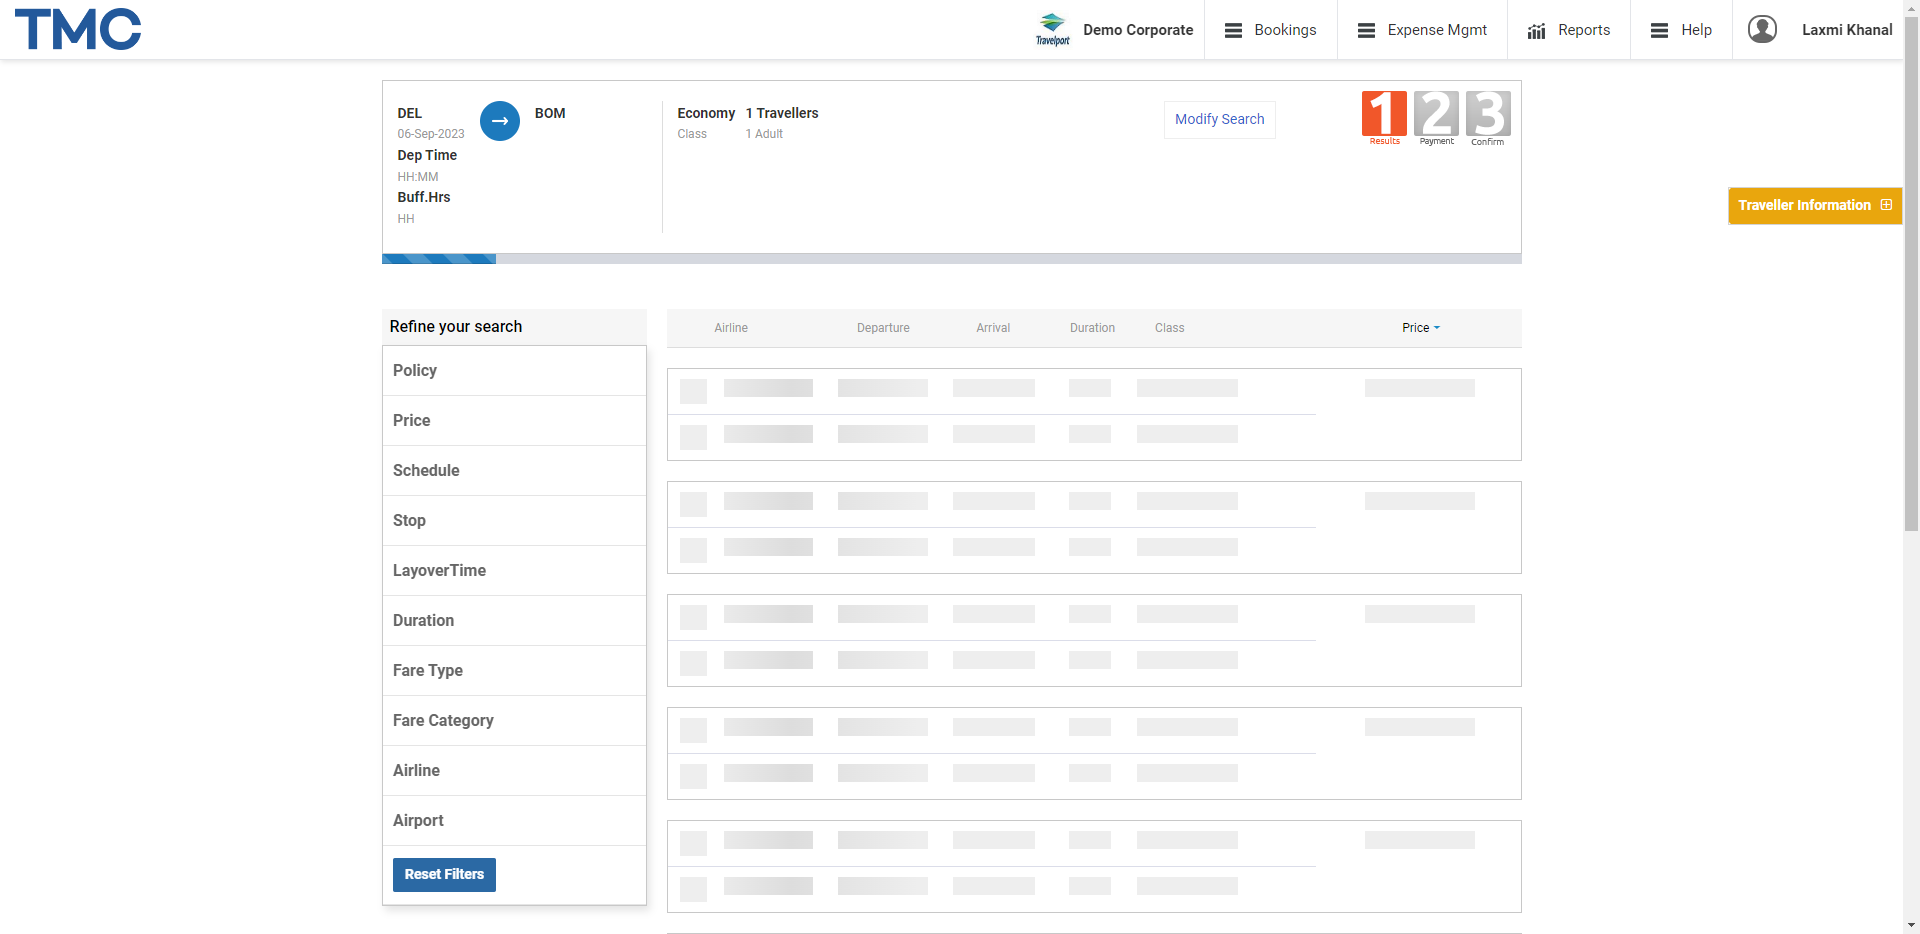 TMC
Travelport
Demo Corporate
Bookings
Expense Mgmt
Reports
Help
Laxmi Khanal
DEL
06-Sep-2023
Dep Time
HH:MM
Buff.Hrs
HH
BOM
Economy
Class
1 Travellers
1 Adult
Modify Search
1
Results
2
Payment
3
Confirm
Traveller Information
Refine your search
Policy
Price
Schedule
Stop
LayoverTime
Duration
Fare Type
Fare Category
Airline
Airport
Reset Filters
Airline
Departure
Arrival
Duration
Class
Price